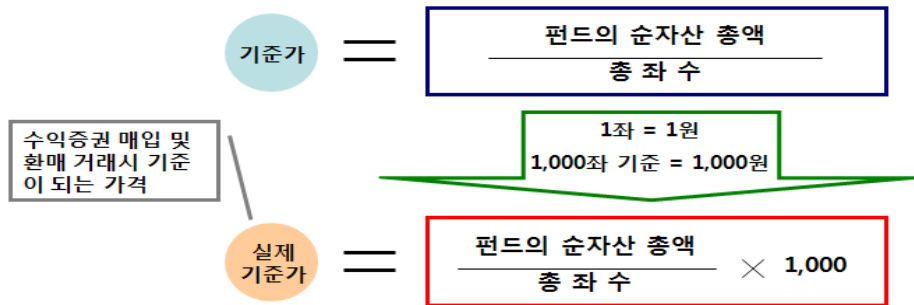 기준가
펀드의 순자산 총액
총 좌 수
1좌 = 1원
1,000좌 기준 = 1,000원
수익증권 매입 및
환매 거래시 기준
이 되는 가격
실제
기준가
펀드의 순자산 총액
총 좌 수
× 1,000